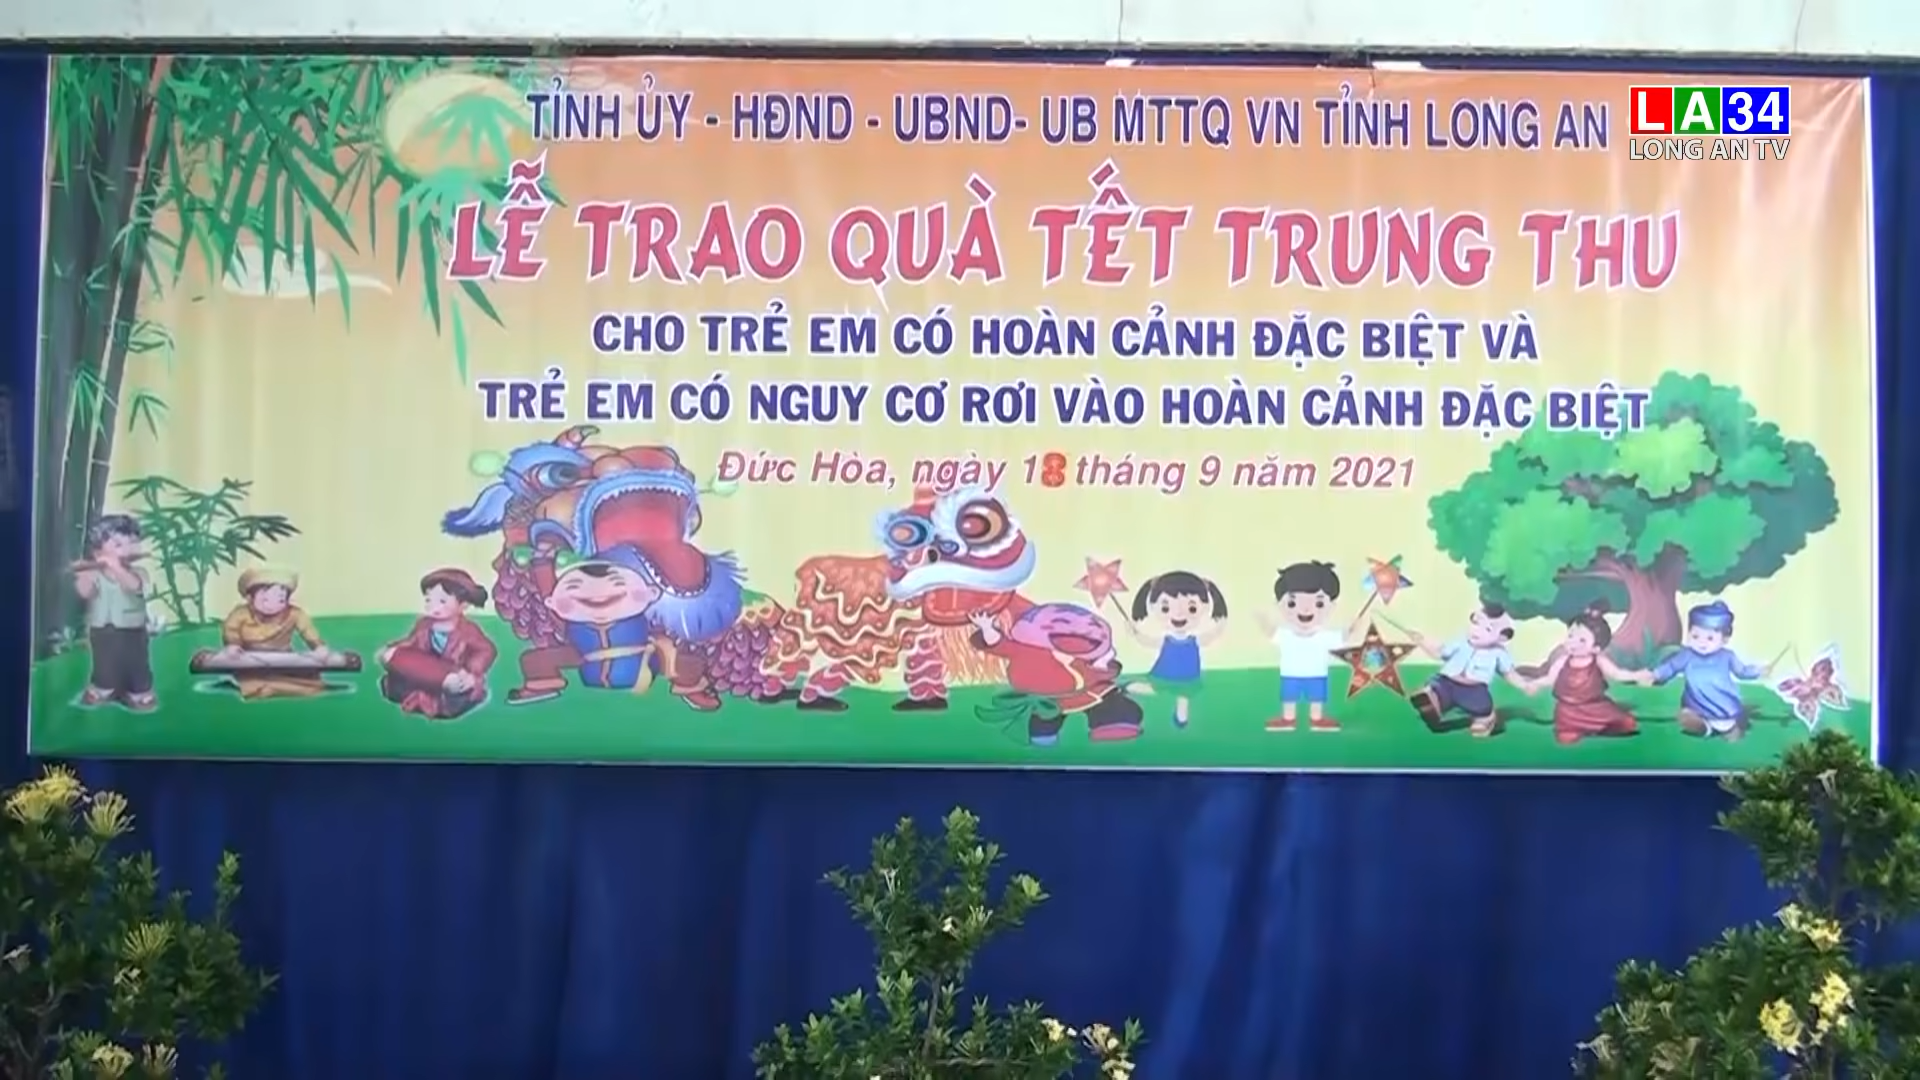 TỈNH ỦY - HĐND - UBND- UB MTTQ VN TỈNH LONG AN
LA34
LONG AN TV
LỄ TRAO QUÀ TẾT TRUNG THU
CHO TRẺ EM CÓ HOÀN CẢNH ĐẶC BIỆT VÀ
TRẺ EM CÓ NGUY CƠ RƠI VÀO HOÀN CẢNH ĐẶC BIỆT
Đức Hòa, ngày 18 tháng 9 năm 2021